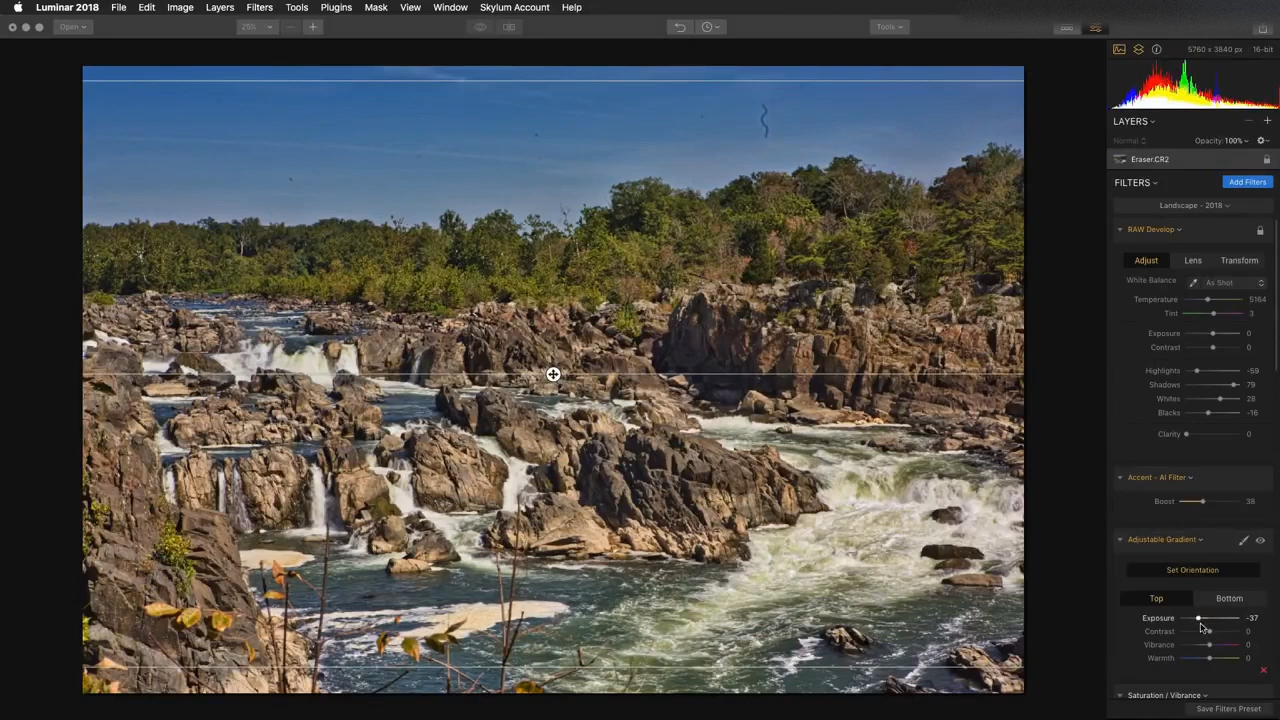 Luminar 2018 File Edit Image Layers Filters Tools Plugins Mask View Window Skylum Account Help
Open 25% Tools
5760 x 3840 px 16-bit
LAYERS
Normal Opacity: 100%
Eraser.CR2
FILTERS Add Filters
Landscape - 2018
RAW Develop
Adjust Lens Transform
White Balance As Shot
Temperature 5164
Tint 3
Exposure 0
Contrast 0
Highlights -59
Shadows 79
Whites 28
Blacks -16
Clarity 0
Accent - AI Filter
Boost 38
Adjustable Gradient
Set Orientation
Top Bottom
Exposure -37
Contrast 0
Vibrance 0
Warmth 0
Saturation / Vibrance
Save Filters Preset